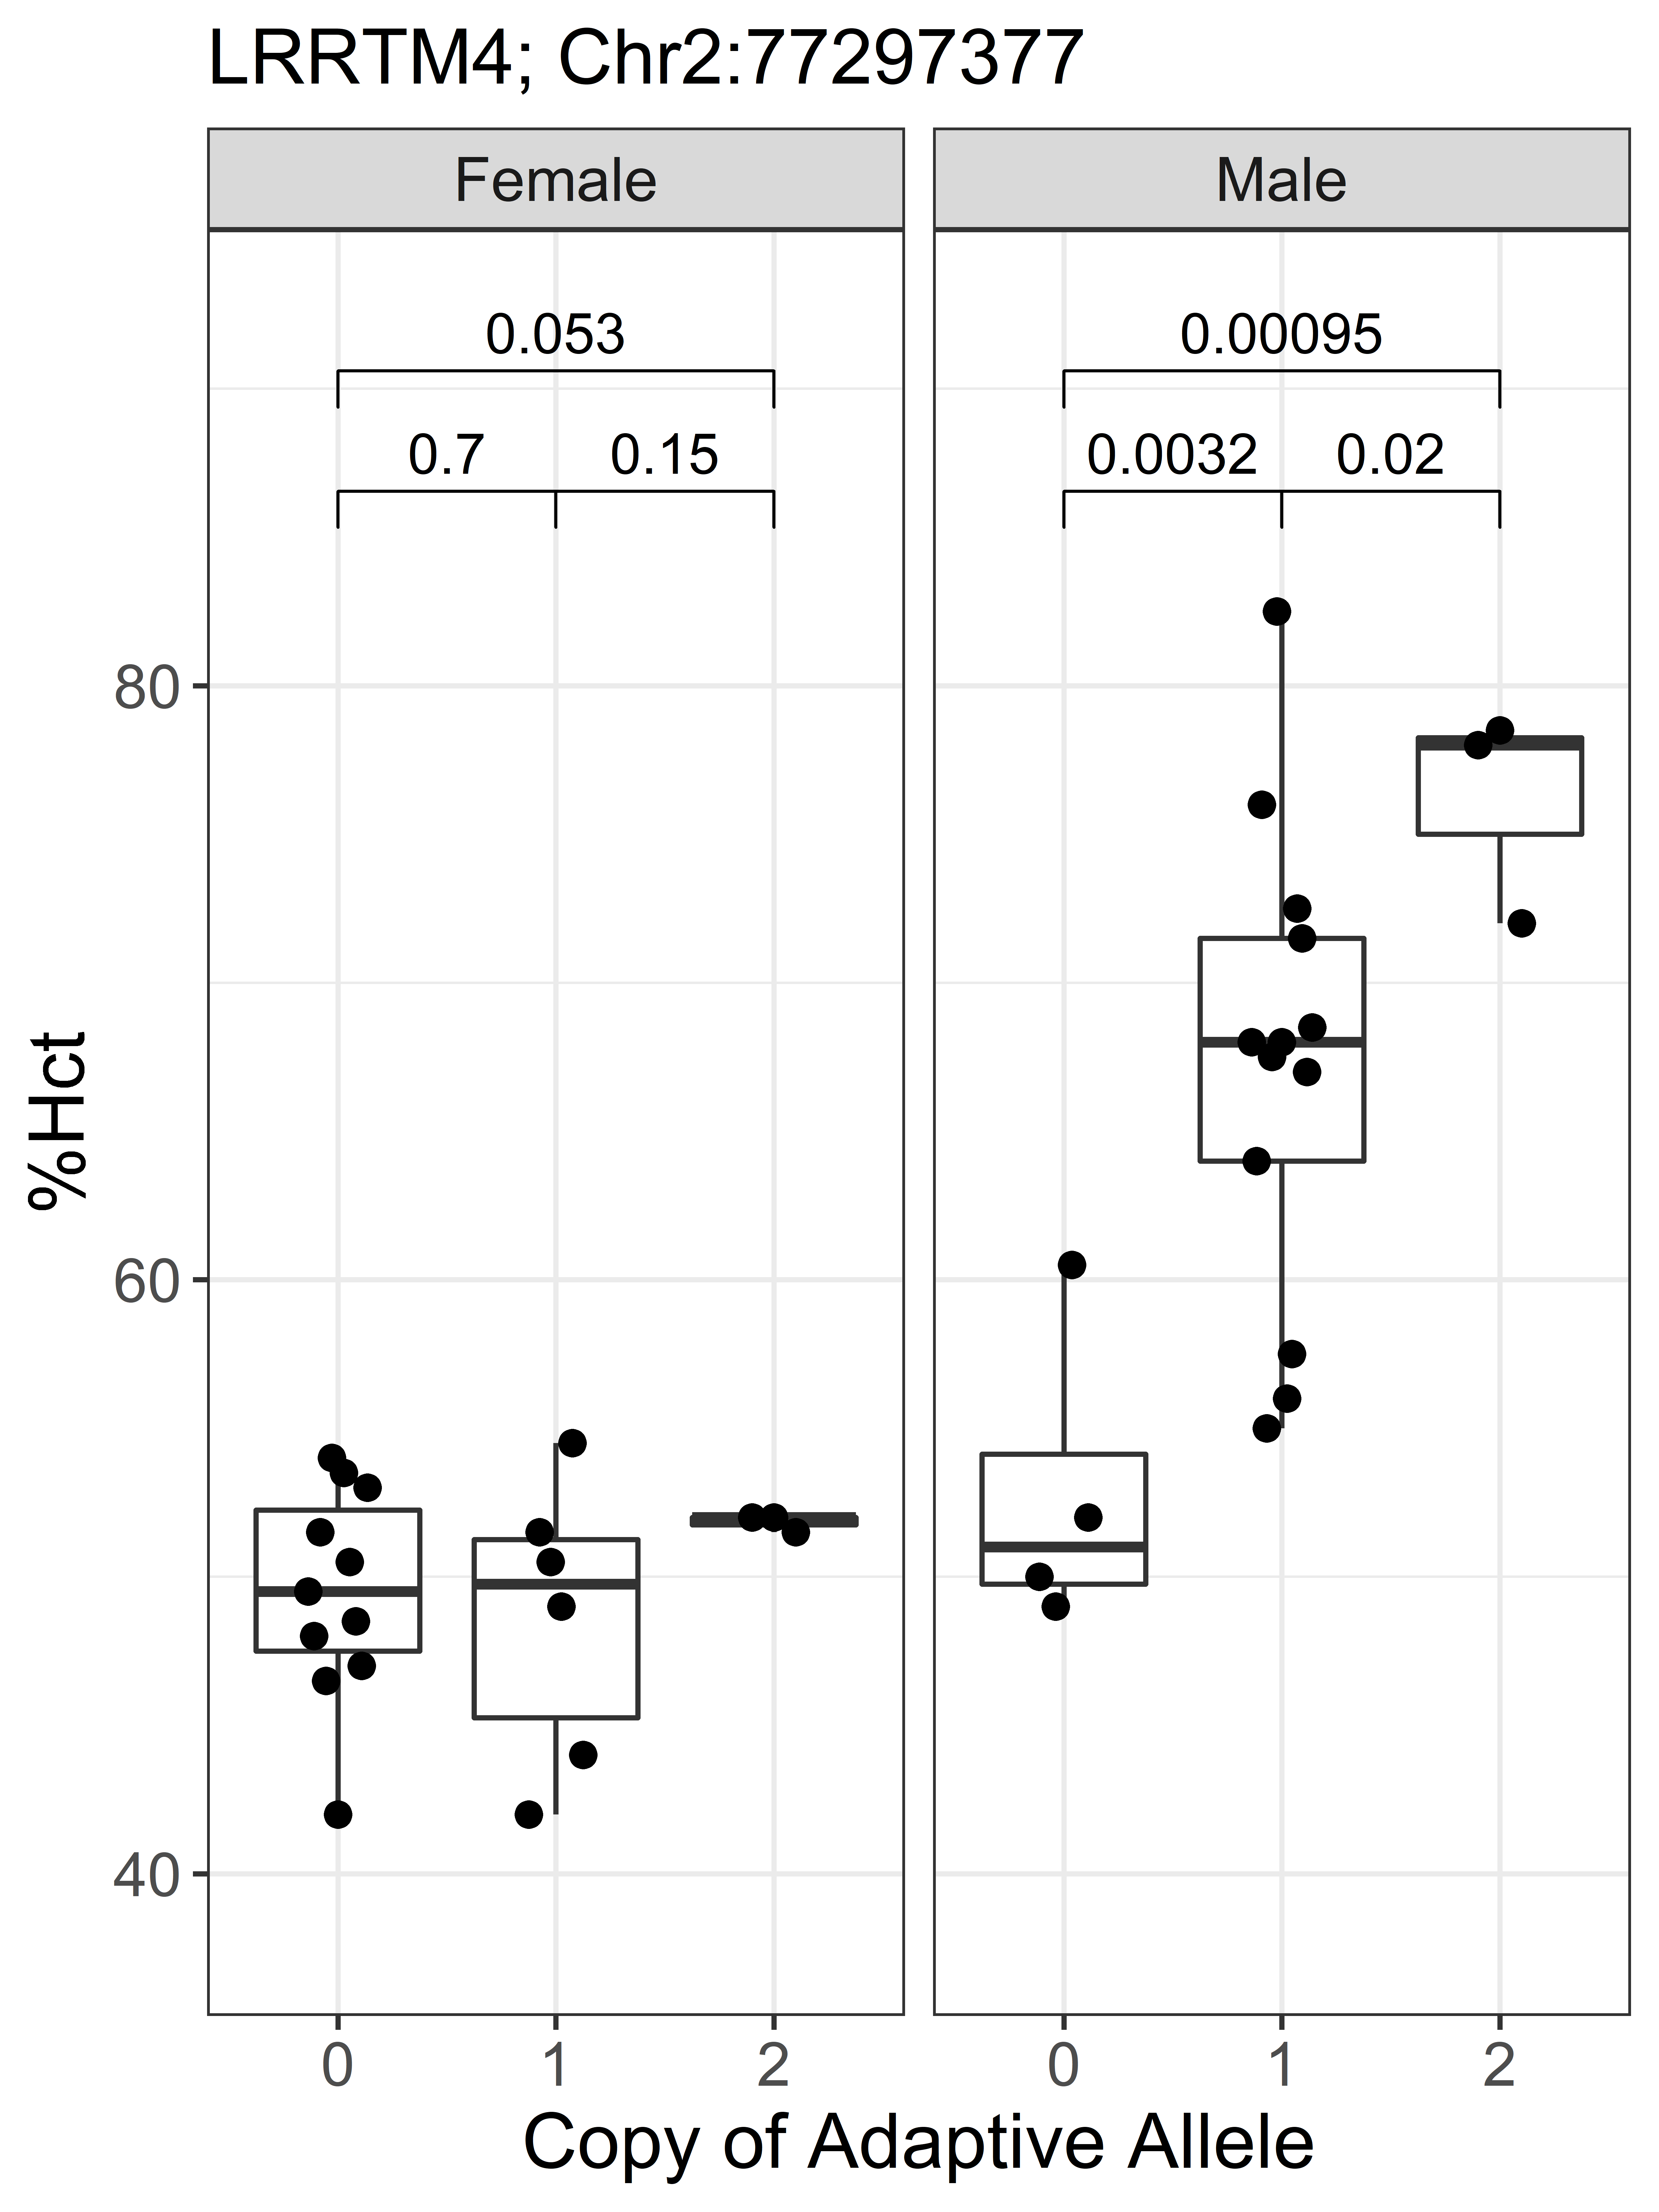 LRRTM4; Chr2:77297377
Female
Male
0.053
0.00095
0.7
0.15
0.0032
0.02
80
60
40
%Hct
0 1 2
0 1 2
Copy of Adaptive Allele